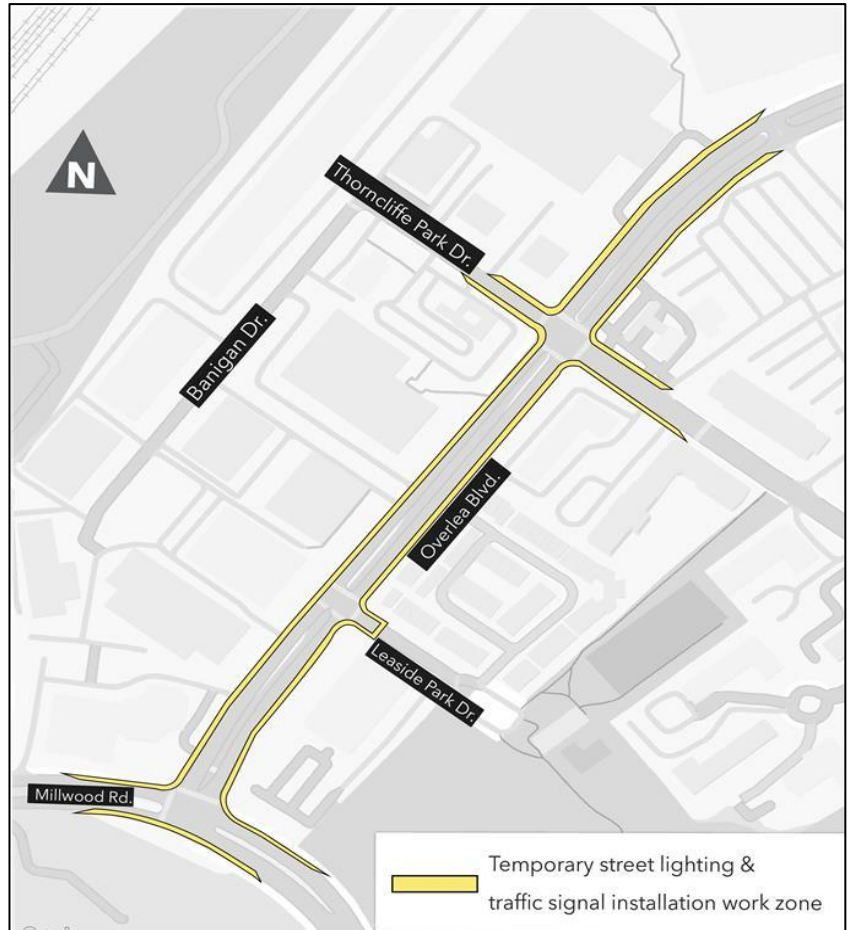 N
Thorncliffe Park Dr.
Banigan Dr.
Overlea Blvd.
Leaside Park Dr.
Millwood Rd.
Temporary street lighting &
traffic signal installation work zone